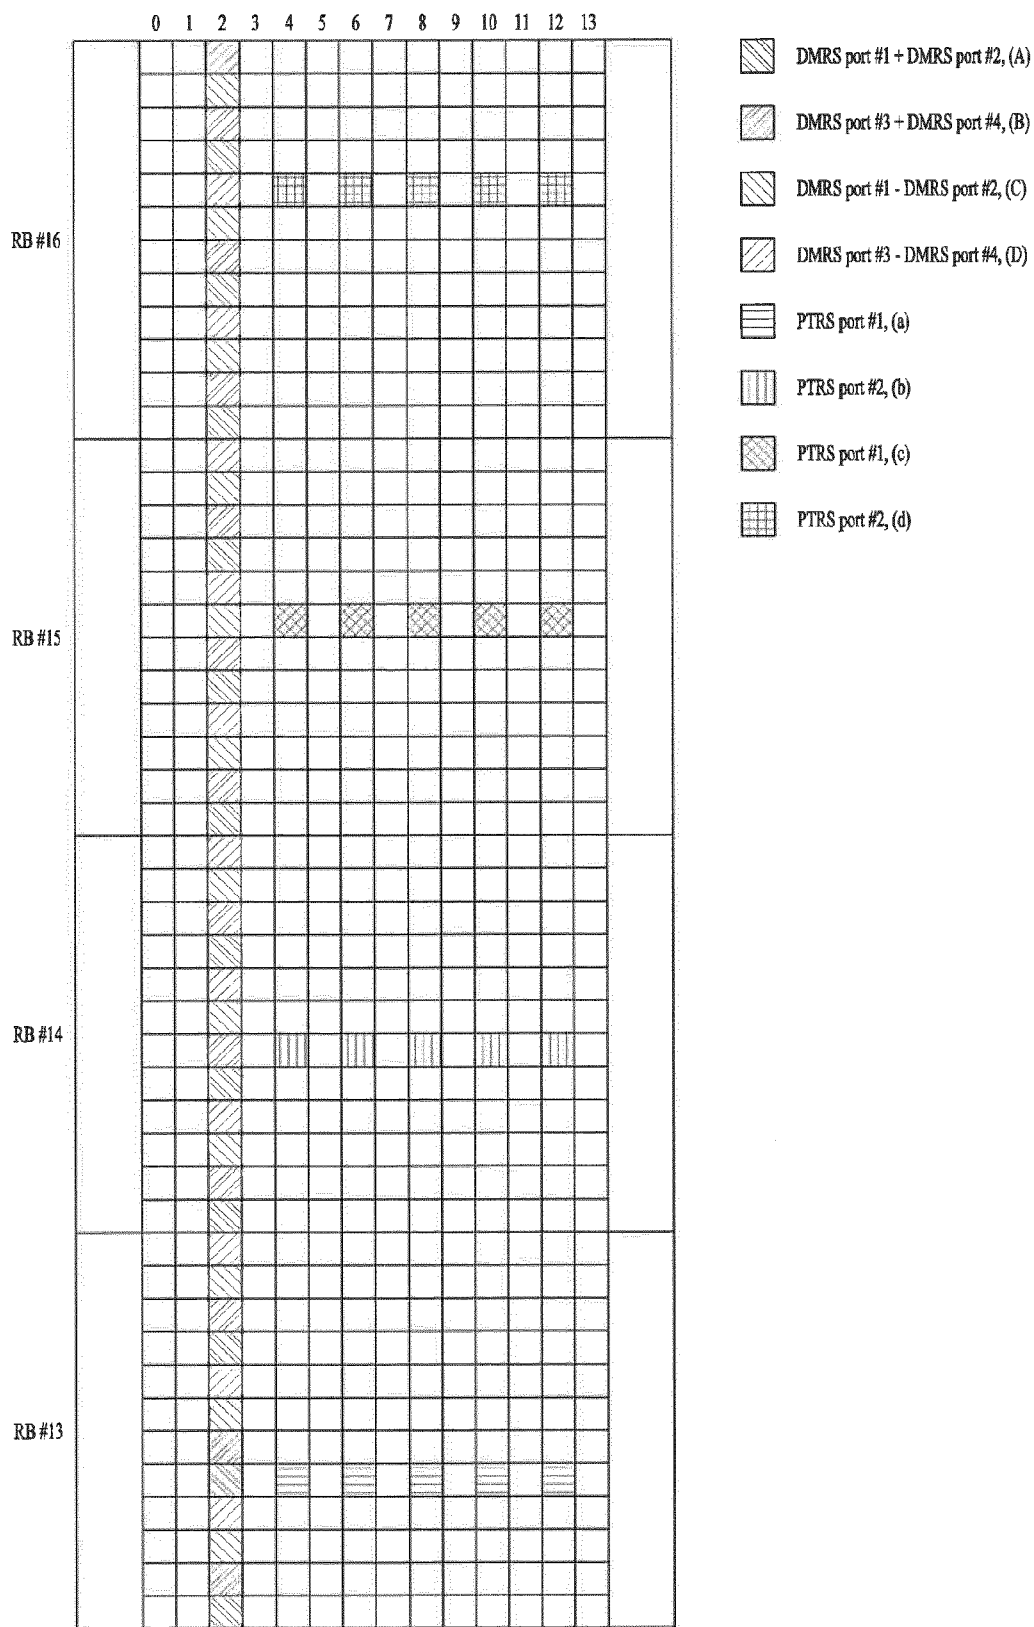 0 1 2 3 4 5 6 7 8 9 10 11 12 13
DMRS port #1 + DMRS port #2, (A)
DMRS port #3 + DMRS port #4, (B)
DMRS port #1 - DMRS port #2, (C)
DMRS port #3 - DMRS port #4, (D)
PTRS port #1, (a)
PTRS port #2, (b)
PTRS port #1, (c)
PTRS port #2, (d)
RB #16
RB #15
RB #14
RB #13